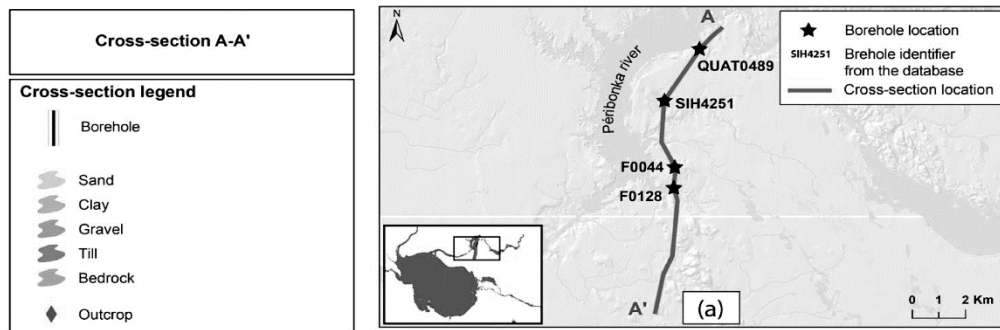 Cross-section A-A'
Cross-section legend
Borehole
Sand
Clay
Gravel
Till
Bedrock
Outcrop
N
A
QUAT0489
SIH4251
F0044
F0128
Péribonka river
A'
(a)
Borehole location
SIH4251 Brehole identifier
from the database
Cross-section location
0 1 2 Km